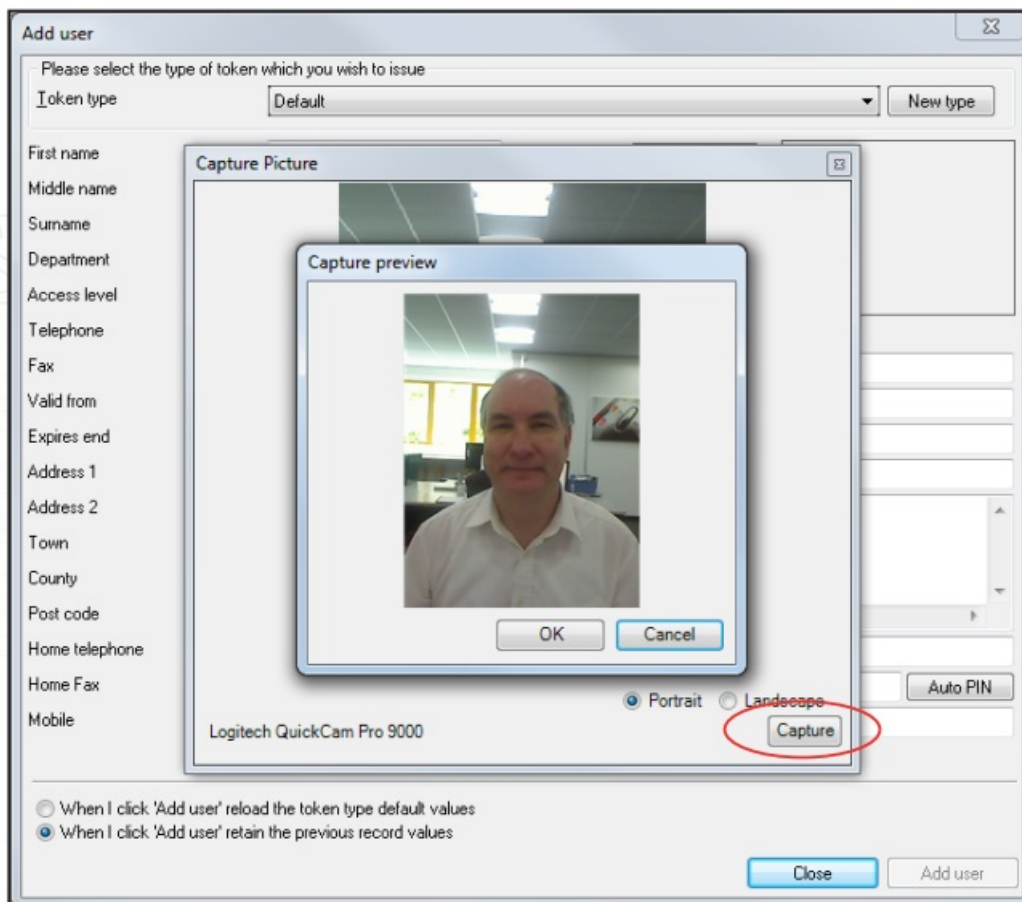 Add user
Please select the type of token which you wish to issue
Token type
Default
New type
First name
Middle name
Surname
Department
Access level
Telephone
Fax
Valid from
Expires end
Address 1
Address 2
Town
County
Post code
Home telephone
Home Fax
Mobile
Capture Picture
Capture preview
OK
Cancel
Portrait
Landscape
Logitech QuickCam Pro 9000
Capture
Auto PIN
When I click 'Add user' reload the token type default values
When I click 'Add user' retain the previous record values
Close
Add user